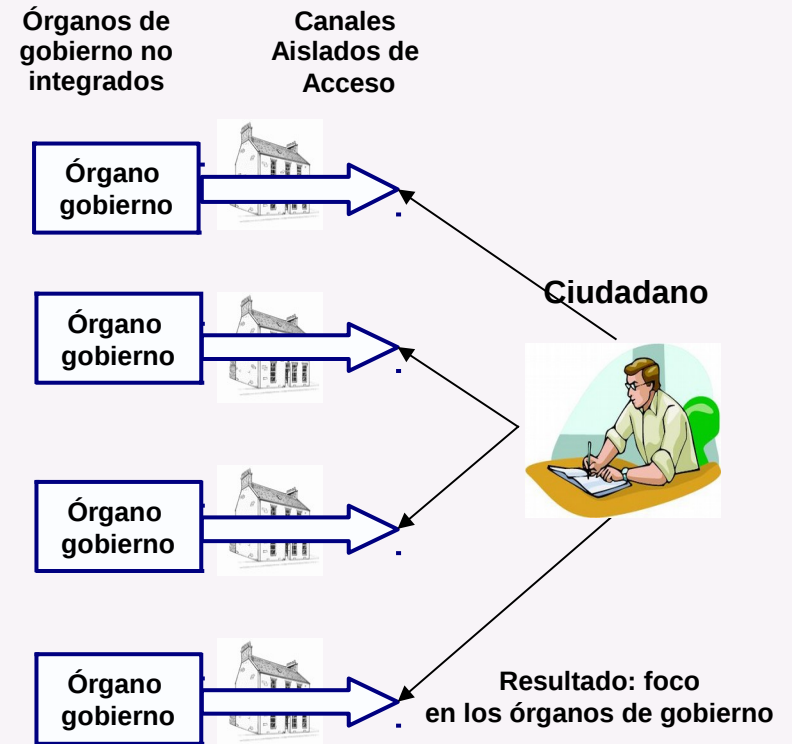 Órganos de
gobierno no
integrados
Canales
Aislados de
Acceso
Órgano
gobierno
Ciudadano
Órgano
gobierno
Órgano
gobierno
Órgano
gobierno
Resultado: foco
en los órganos de gobierno